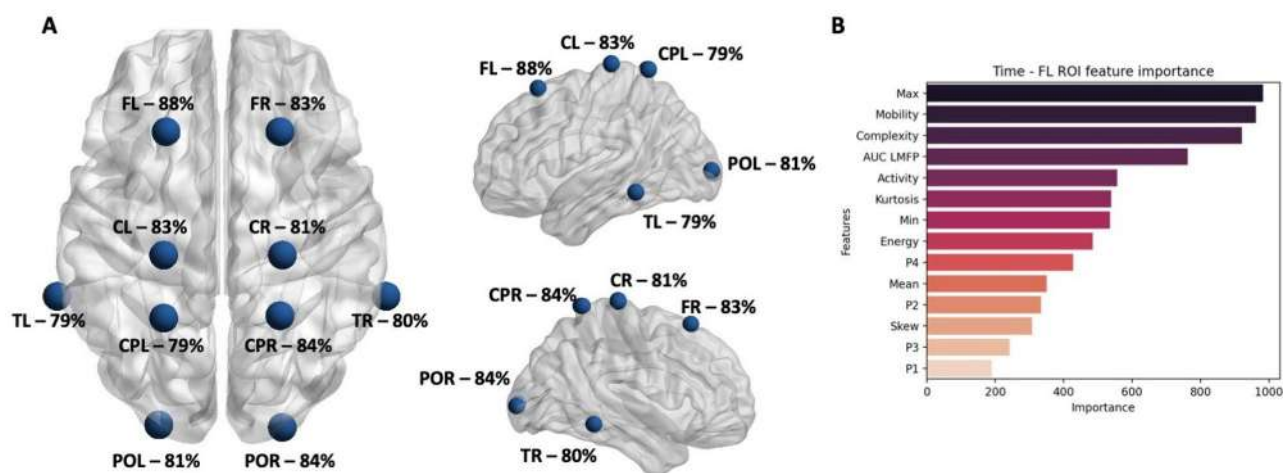 A
FL – 88%
FR – 83%
CL – 83%
CR – 81%
TL – 79%
TR – 80%
CPL – 79%
CPR – 84%
POL – 81%
POR – 84%
CL – 83%
CPL – 79%
FL – 88%
POL – 81%
TL – 79%
CR – 81%
CPR – 84%
FR – 83%
POR – 84%
TR – 80%
B
Time - FL ROI feature importance
Max
Mobility
Complexity
AUC LMFP
Activity
Kurtosis
Min
Energy
P4
Mean
P2
Skew
P3
P1
Features
0 200 400 600 800 1000
Importance